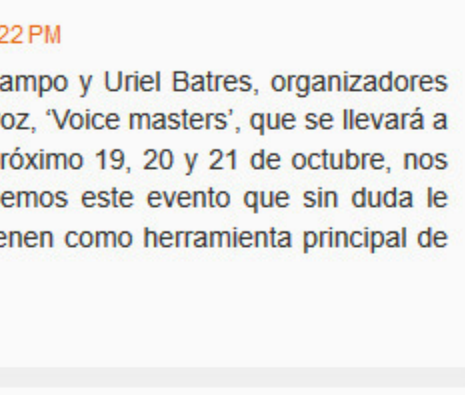 22 PM
ampo y Uriel Batres, organizadores
oz, ‘Voice masters’, que se llevará a
róximo 19, 20 y 21 de octubre, nos
emos este evento que sin duda le
enen como herramienta principal de